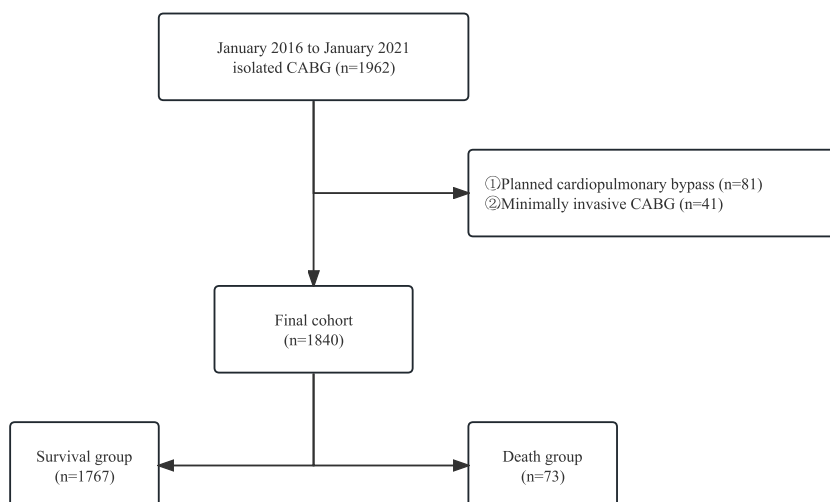 January 2016 to January 2021
isolated CABG (n=1962)
①Planned cardiopulmonary bypass (n=81)
②Minimally invasive CABG (n=41)
Final cohort
(n=1840)
Survival group
(n=1767)
Death group
(n=73)